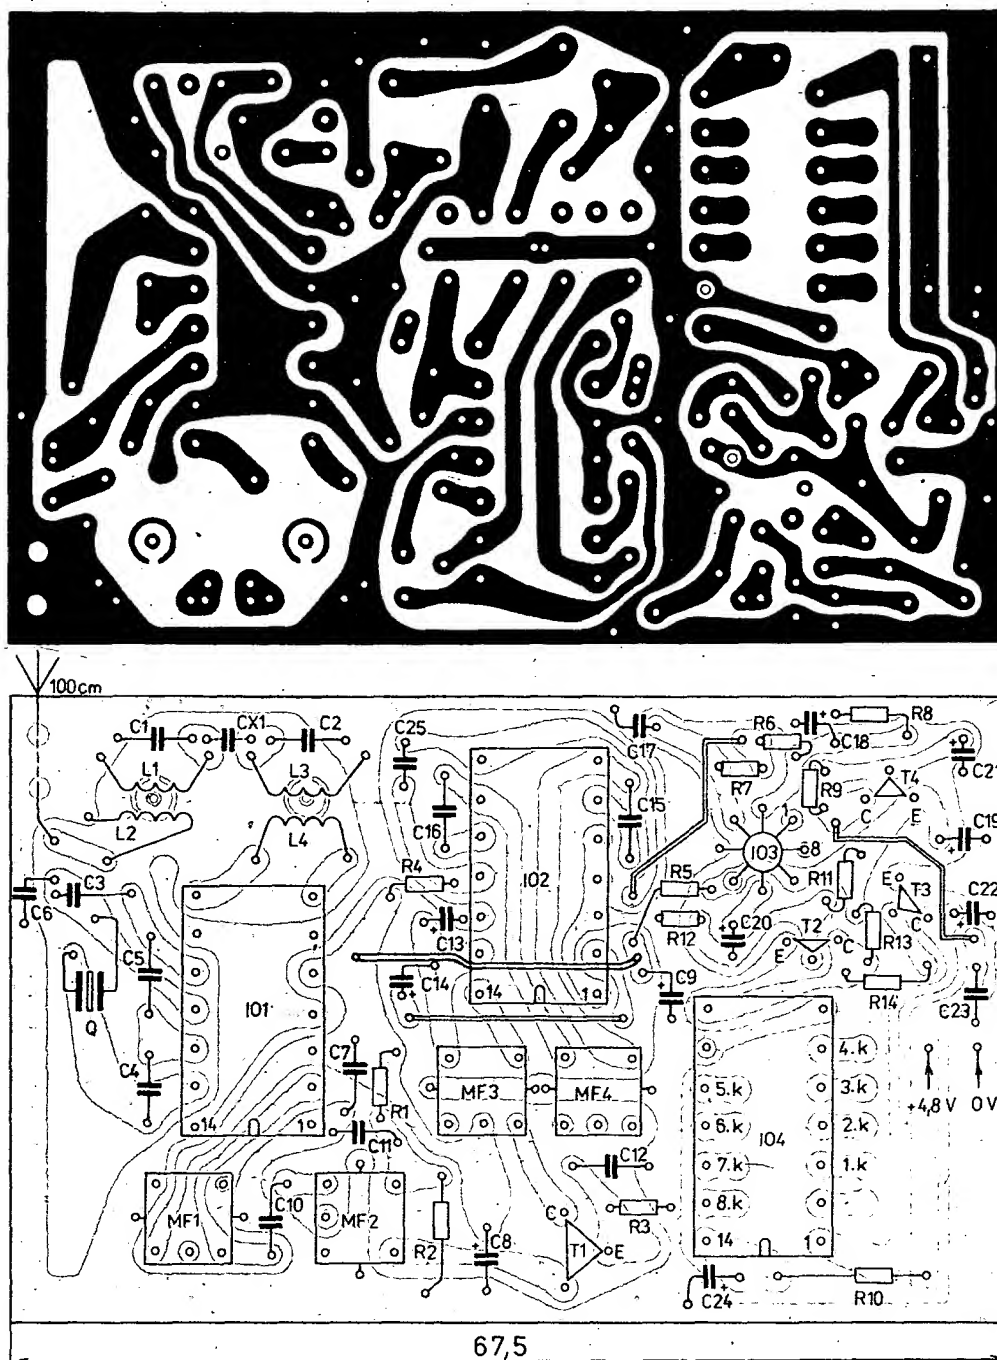 100cm
C1 CX1 C2 C25 C17 R6 C18 R8 C21
L1 L3 R7 R9 T4
C E
L2 L4 C16 C15 C19
1 IO3 8
R4 IO2 R5 R11 E T3 C22
C6 C3 C
C13 R12 C20 T2 C R13
C5 C14 E
Q IO1 14 1 C9 R14 C23
C7 4.k
C4 R1 MF3 MF4 5.k 3.k +4,8 V 0V
14 1 6.k 2.k
C11 IO4
C12 7.k 1.k
C10 8.k
MF1 MF2 R2 C8 C T1 E R3 14 1
C24 R10
67,5